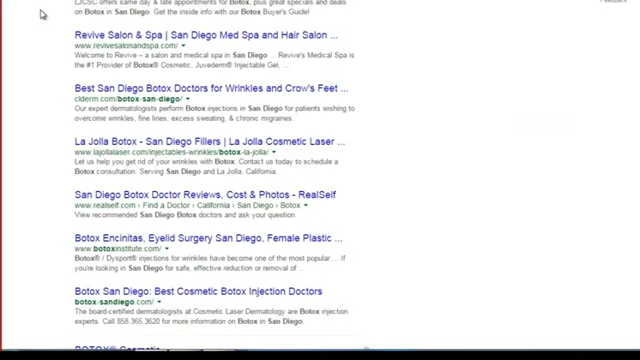 LJCSC offers same day & late appointments for Botox, plus great specials and deals
on Botox in San Diego. Get the inside info with our Botox Buyer's Guide!
Feedback
Revive Salon & Spa | San Diego Med Spa and Hair Salon ...
www.revivesalonandspa.com/
Welcome to Revive – a salon and medical spa in San Diego ... Revive's Medical Spa is
the #1 Provider of Botox® Cosmetic, Juvederm® Injectable Gel, ...
Best San Diego Botox Doctors for Wrinkles and Crow's Feet ...
clderm.com/botox-san-diego/
Our expert dermatologists perform Botox injections in San Diego for patients wishing to
overcome wrinkles, fine lines, excess sweating, & chronic migraines.
La Jolla Botox - San Diego Fillers | La Jolla Cosmetic Laser ...
www.lajollalaser.com/injectables-wrinkles/botox-la-jolla/
Let us help you get rid of your wrinkles with Botox. Contact us today to schedule a
Botox consultation. Serving San Diego and La Jolla, California.
San Diego Botox Doctor Reviews, Cost & Photos - RealSelf
www.realself.com › Find a Doctor › California › San Diego › Botox
View recommended San Diego Botox doctors and ask your question.
Botox Encinitas, Eyelid Surgery San Diego, Female Plastic ...
www.botoxinstitute.com/
Botox® / Dysport® injections for wrinkles have become one of the most popular ... If
you're looking in San Diego for safe, effective reduction or removal of ...
Botox San Diego: Best Cosmetic Botox Injection Doctors
botox-sandiego.com/
The board-certified dermatologists at Cosmetic Laser Dermatology are Botox injection
experts. Call 858.365.3620 for more information on Botox in San Diego.
BOTOX® Cosmetic